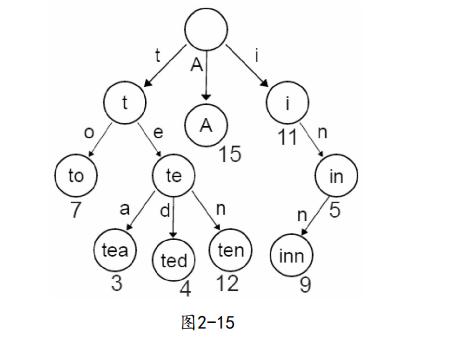 t A i
t A i
15 11
o e n
to te in
7 5
a d n n
tea ted ten inn
3 4 12 9
图2-15